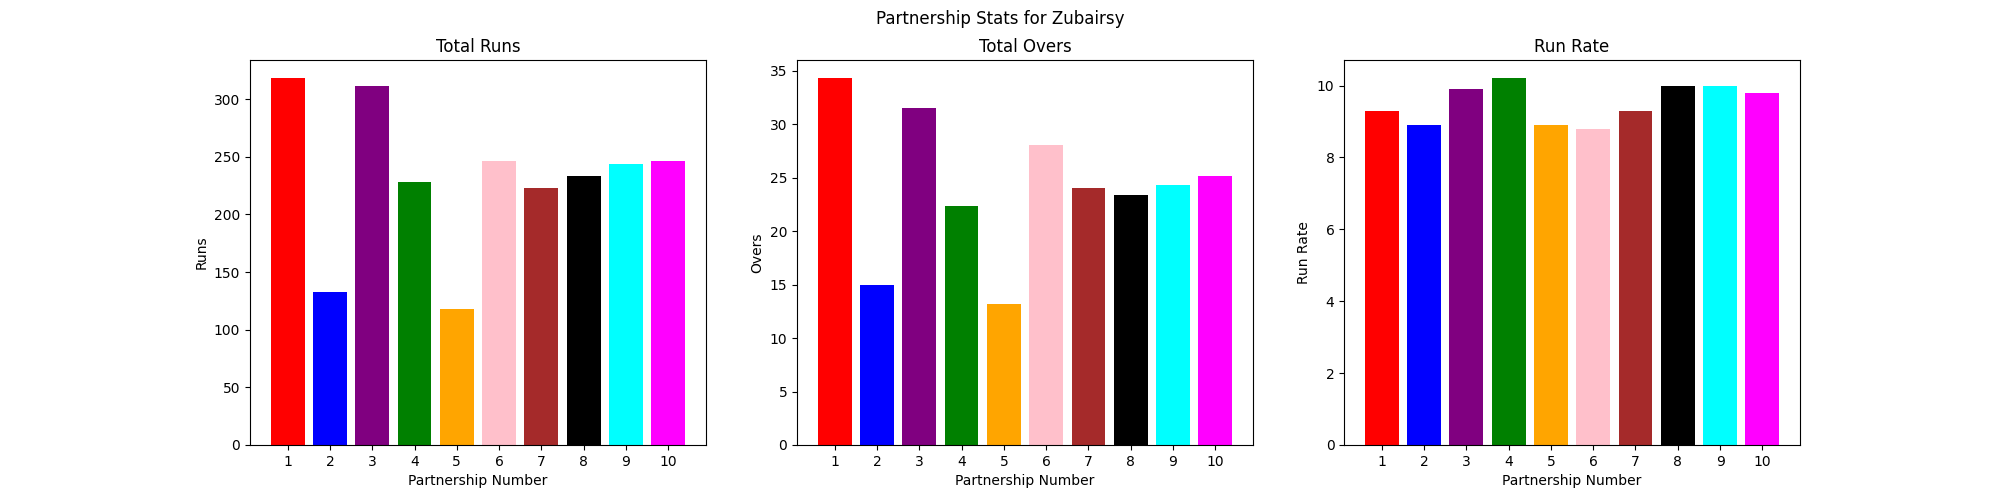 Partnership Stats for Zubairsy
Total Runs
300
250
200
150
100
50
0
Runs
1 2 3 4 5 6 7 8 9 10
Partnership Number
Total Overs
35
30
25
20
15
10
5
0
Overs
1 2 3 4 5 6 7 8 9 10
Partnership Number
Run Rate
10
8
6
4
2
0
Run Rate
1 2 3 4 5 6 7 8 9 10
Partnership Number